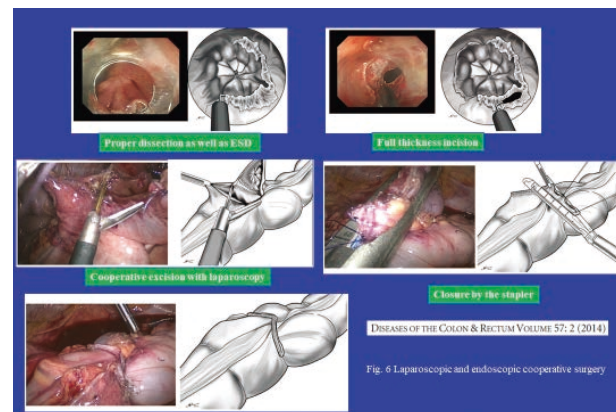 Proper dissection as well as ESD
Full thickness incision
Cooperative excision with laparoscopy
Closure by the stapler
DISEASES OF THE COLON & RECTUM VOLUME 57: 2 (2014)
Fig. 6 Laparoscopic and endoscopic cooperative surgery